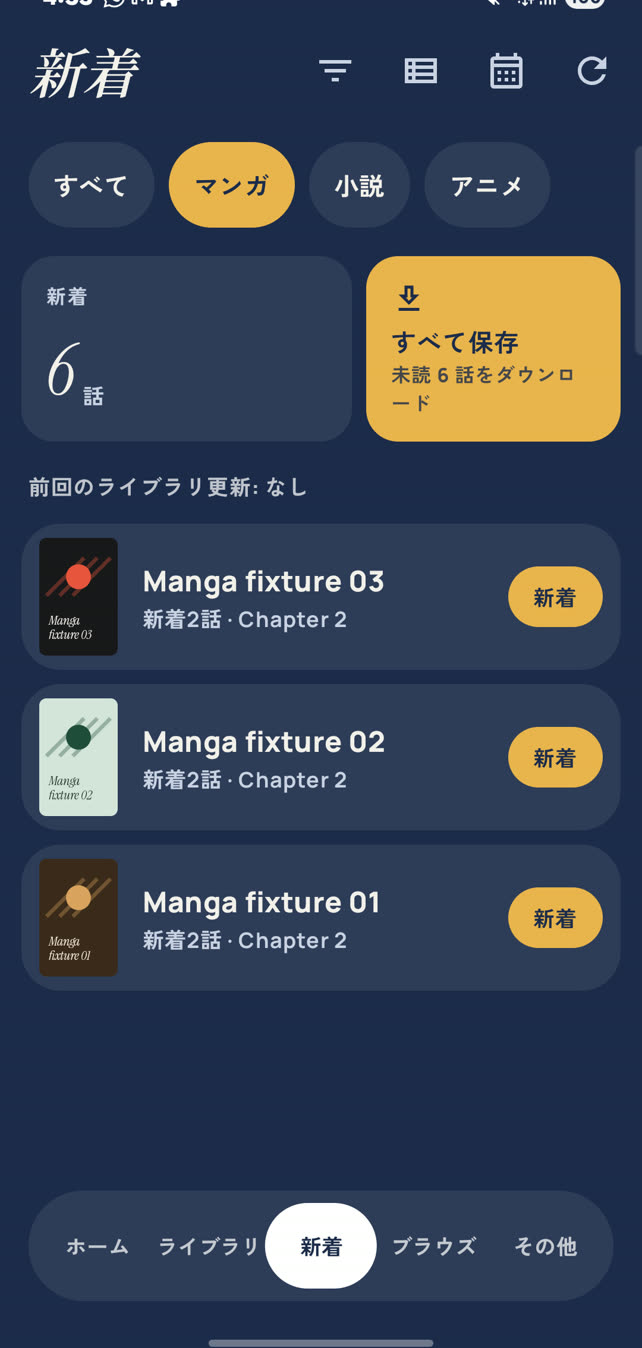 新着
すべて
マンガ
小説
アニメ
新着
6 話
すべて保存
未読 6 話をダウンロ
ード
前回のライブラリ更新: なし
Manga
fixture 03
Manga fixture 03
新着2話 · Chapter 2
新着
Manga
fixture 02
Manga fixture 02
新着2話 · Chapter 2
新着
Manga
fixture 01
Manga fixture 01
新着2話 · Chapter 2
新着
ホーム
ライブラリ
新着
ブラウズ
その他